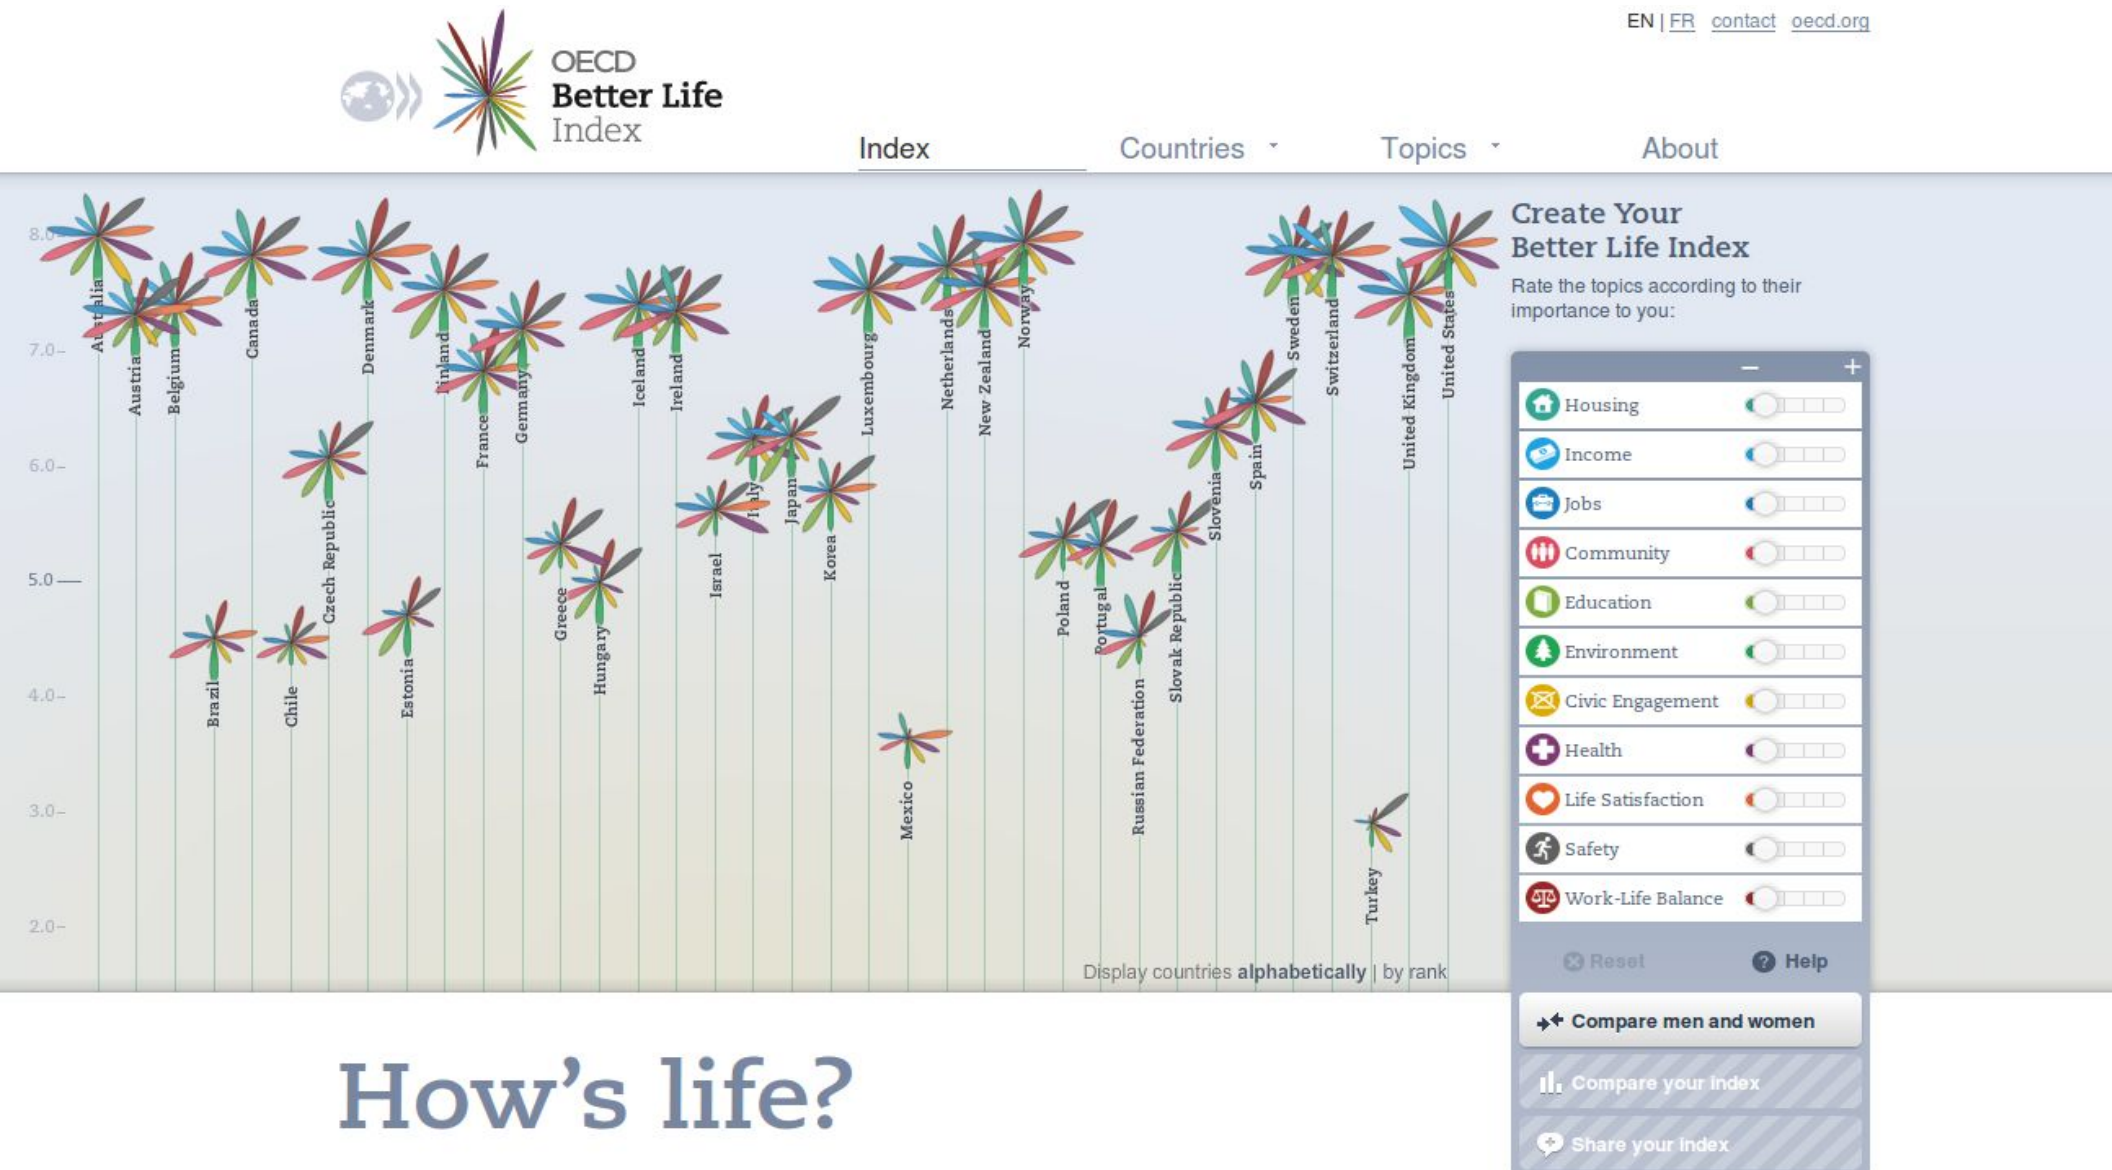 EN | FR contact oecd.org
OECD
Better Life
Index
Index
Countries
Topics
About
8.0
7.0
6.0
5.0
4.0
3.0
2.0
Australia
Austria
Belgium
Brazil
Canada
Chile
Czech Republic
Denmark
Estonia
Finland
France
Germany
Greece
Hungary
Iceland
Ireland
Israel
Italy
Japan
Korea
Luxembourg
Mexico
Netherlands
New Zealand
Norway
Poland
Portugal
Russian Federation
Slovak Republic
Slovenia
Spain
Sweden
Switzerland
Turkey
United Kingdom
United States
Display countries alphabetically | by rank
Create Your
Better Life Index
Rate the topics according to their
importance to you:
Housing
Income
Jobs
Community
Education
Environment
Civic Engagement
Health
Life Satisfaction
Safety
Work-Life Balance
Reset
Help
Compare men and women
Compare your index
Share your index
How's life?